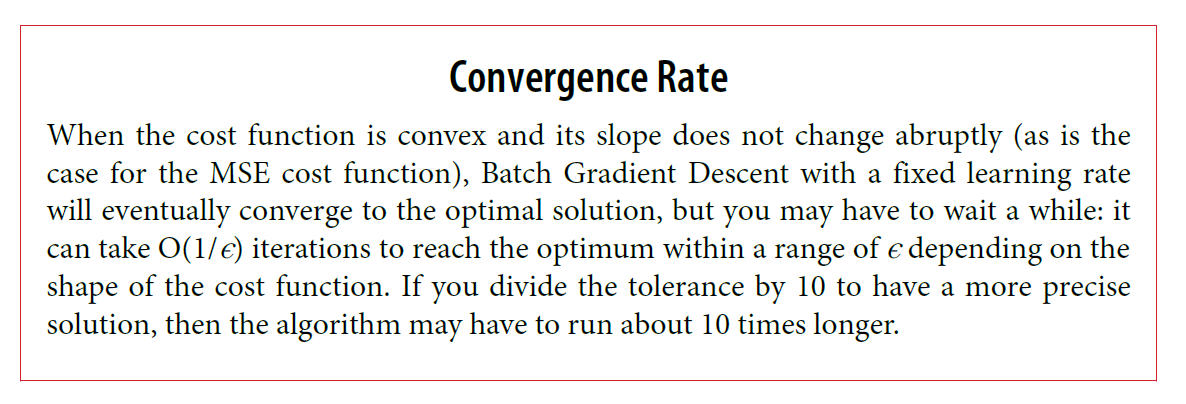 Convergence Rate
When the cost function is convex and its slope does not change abruptly (as is the
case for the MSE cost function), Batch Gradient Descent with a fixed learning rate
will eventually converge to the optimal solution, but you may have to wait a while: it
can take O(1/ϵ) iterations to reach the optimum within a range of ϵ depending on the
shape of the cost function. If you divide the tolerance by 10 to have a more precise
solution, then the algorithm may have to run about 10 times longer.